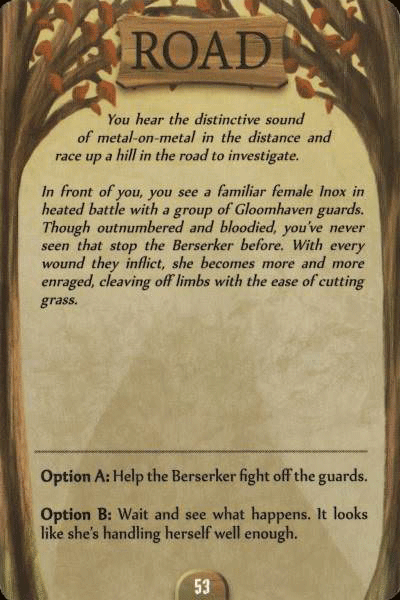 ROAD
You hear the distinctive sound
of metal-on-metal in the distance and
race up a hill in the road to investigate.
In front of you, you see a familiar female Inox in
heated battle with a group of Gloomhaven guards.
Though outnumbered and bloodied, you've never
seen that stop the Berserker before. With every
wound they inflict, she becomes more and more
enraged, cleaving off limbs with the ease of cutting
grass.
Option A: Help the Berserker fight off the guards.
Option B: Wait and see what happens. It looks
like she's handling herself well enough.
53